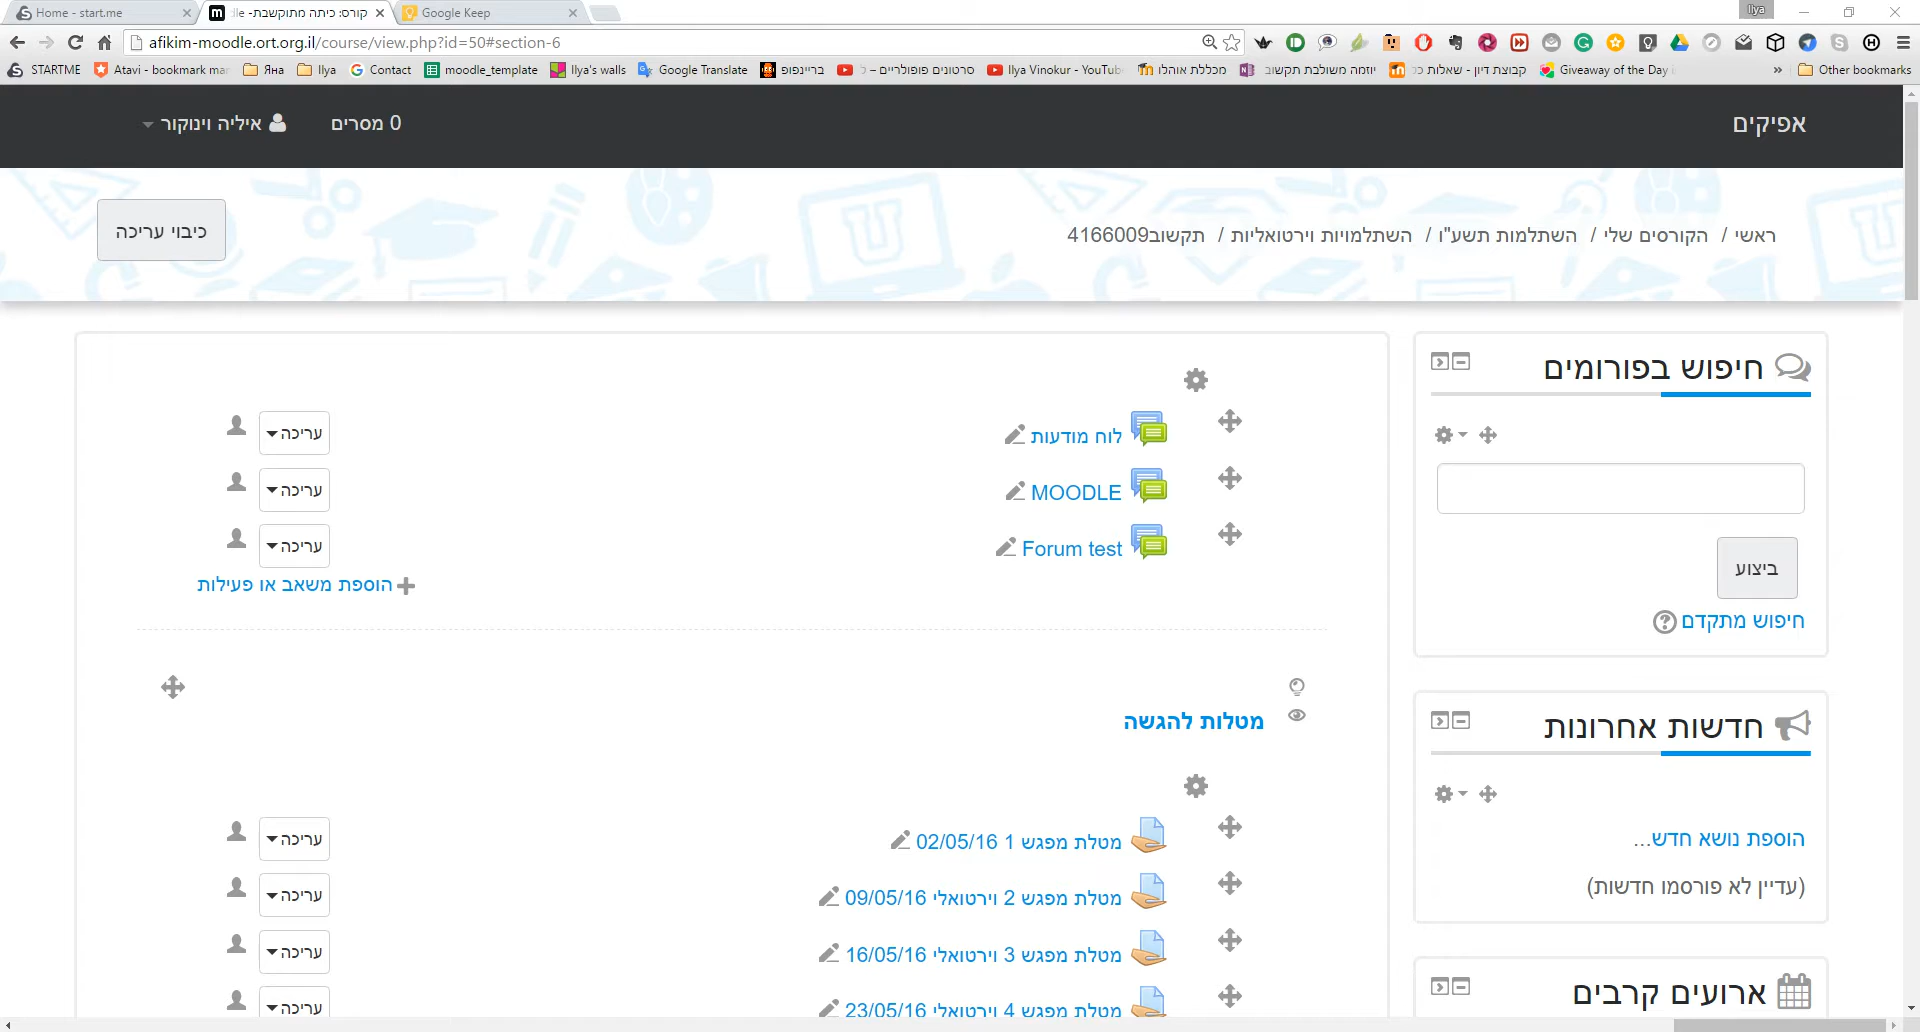 Home - start.me
קורס: כיתה מתוקשבת- dle
Google Keep
Ilya
afikim-moodle.ort.org.il/course/view.php?id=50#section-6
STARTME
Atavi - bookmark mar
Яна
Ilya
Contact
moodle_template
Ilya's walls
Google Translate
בריינפופ
סרטונים פופולריים – ל
Ilya Vinokur - YouTub
מכללת אוהלו
יוזמה משולבת תקשוב
קבוצת דיון - שאלות כל
Giveaway of the Day
Other bookmarks
אפיקים
0 מסרים
איליה וינוקור
ראשי / הקורסים שלי / השתלמות תשע"ו / השתלמויות וירטואליות / תקשוב4166009
כיבוי עריכה
חיפוש בפורומים
ביצוע
חיפוש מתקדם
חדשות אחרונות
הוספת נושא חדש...
(עדיין לא פורסמו חדשות)
ארועים קרבים
לוח מודעות
עריכה
MOODLE
עריכה
Forum test
עריכה
הוספת משאב או פעילות
מטלות להגשה
מטלת מפגש 1 02/05/16
עריכה
מטלת מפגש 2 וירטואלי 09/05/16
עריכה
מטלת מפגש 3 וירטואלי 16/05/16
עריכה
מטלת מפגש 4 וירטואלי 23/05/16
עריכה